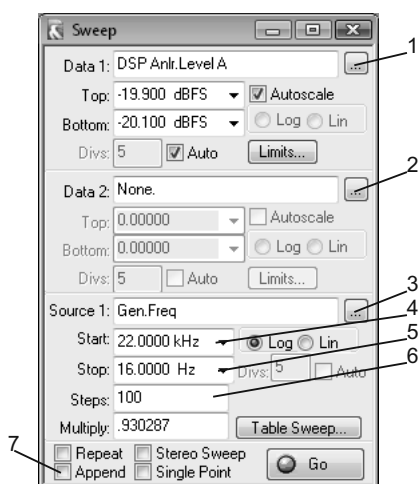 Sweep
1
Data 1: DSP Anlr.Level A ...
Top: -19.900 dBFS Autoscale
Bottom: -20.100 dBFS Log Lin
Divs: 5 Auto Limits...
2
Data 2: None. ...
Top: 0.00000 Autoscale
Bottom: 0.00000 Log Lin
Divs: 5 Auto Limits...
3
Source 1: Gen.Freq ...
4
Start: 22.0000 kHz Log Lin
5
Stop: 16.0000 Hz Divs: 5 Auto
6
Steps: 100
Multiply: .930287 Table Sweep...
7
Repeat Stereo Sweep
Append Single Point Go